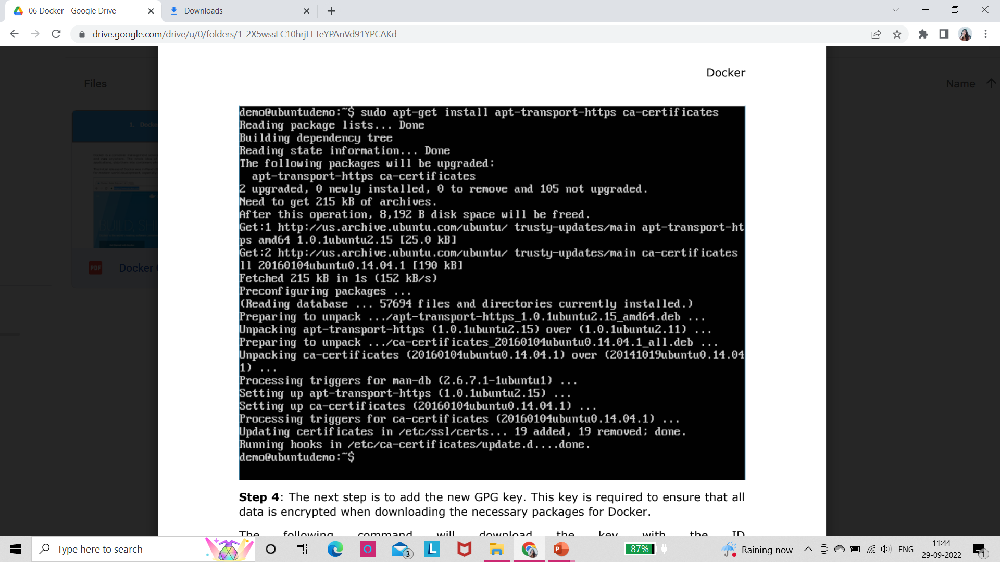 06 Docker - Google Drive
Downloads
drive.google.com/drive/u/0/folders/1_2X5wssFC10hrjEFTeYPAnVd91YPCAKd
Docker
Files
Name
1. Docke
BUILD, SH
PDF
Docker
demo@ubuntudemo:~$ sudo apt-get install apt-transport-https ca-certificates
Reading package lists... Done
Building dependency tree
Reading state information... Done
The following packages will be upgraded:
apt-transport-https ca-certificates
2 upgraded, 0 newly installed, 0 to remove and 105 not upgraded.
Need to get 215 kB of archives.
After this operation, 8,192 B disk space will be freed.
Get:1 http://us.archive.ubuntu.com/ubuntu/ trusty-updates/main apt-transport-ht
ps amd64 1.0.1ubuntu2.15 [25.0 kB]
Get:2 http://us.archive.ubuntu.com/ubuntu/ trusty-updates/main ca-certificates
ll 20160104ubuntu0.14.04.1 [190 kB]
Fetched 215 kB in 1s (152 kB/s)
Preconfiguring packages ...
(Reading database ... 57694 files and directories currently installed.)
Preparing to unpack .../apt-transport-https_1.0.1ubuntu2.15_amd64.deb ...
Unpacking apt-transport-https (1.0.1ubuntu2.15) over (1.0.1ubuntu2.11) ...
Preparing to unpack .../ca-certificates_20160104ubuntu0.14.04.1_all.deb ...
Unpacking ca-certificates (20160104ubuntu0.14.04.1) over (20141019ubuntu0.14.04
1) ...
Processing triggers for man-db (2.6.7.1-1ubuntu1) ...
Setting up apt-transport-https (1.0.1ubuntu2.15) ...
Setting up ca-certificates (20160104ubuntu0.14.04.1) ...
Processing triggers for ca-certificates (20160104ubuntu0.14.04.1) ...
Updating certificates in /etc/ssl/certs... 19 added, 19 removed; done.
Running hooks in /etc/ca-certificates/update.d....done.
demo@ubuntudemo:~$
Step 4: The next step is to add the new GPG key. This key is required to ensure that all
data is encrypted when downloading the necessary packages for Docker.
The following command will download the key with the ID
Type here to search
3
L
P
87%
Raining now
ENG
11:44
29-09-2022
1